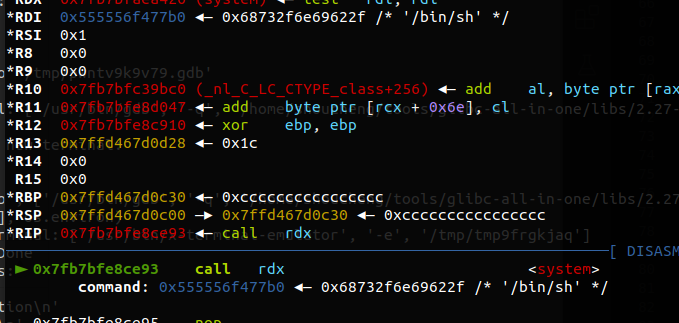 *RDX 0x7fb7bfea8420 (system) ◂— test rdi, rdi
*RDI 0x555556f477b0 ◂— 0x68732f6e69622f /* '/bin/sh' */
*RSI 0x1
*R8 0x0
*R9 0x0
*R10 0x7fb7bfc39bc0 (_nl_C_LC_CTYPE_class+256) ◂— add al, byte ptr [rax
*R11 0x7fb7bfe8d047 ◂— add byte ptr [rcx + 0x6e], cl
*R12 0x7fb7bfe8c910 ◂— xor ebp, ebp
*R13 0x7ffd467d0d28 ◂— 0x1c
R14 0x0
R15 0x0
*RBP 0x7ffd467d0c30 ◂— 0xcccccccccccccccc
*RSP 0x7ffd467d0c00 —▸ 0x7ffd467d0c30 ◂— 0xcccccccccccccccc
*RIP 0x7fb7bfe8ce93 ◂— call rdx
[ DISASM
► 0x7fb7bfe8ce93 call rdx <system>
command: 0x555556f477b0 ◂— 0x68732f6e69622f /* '/bin/sh' */